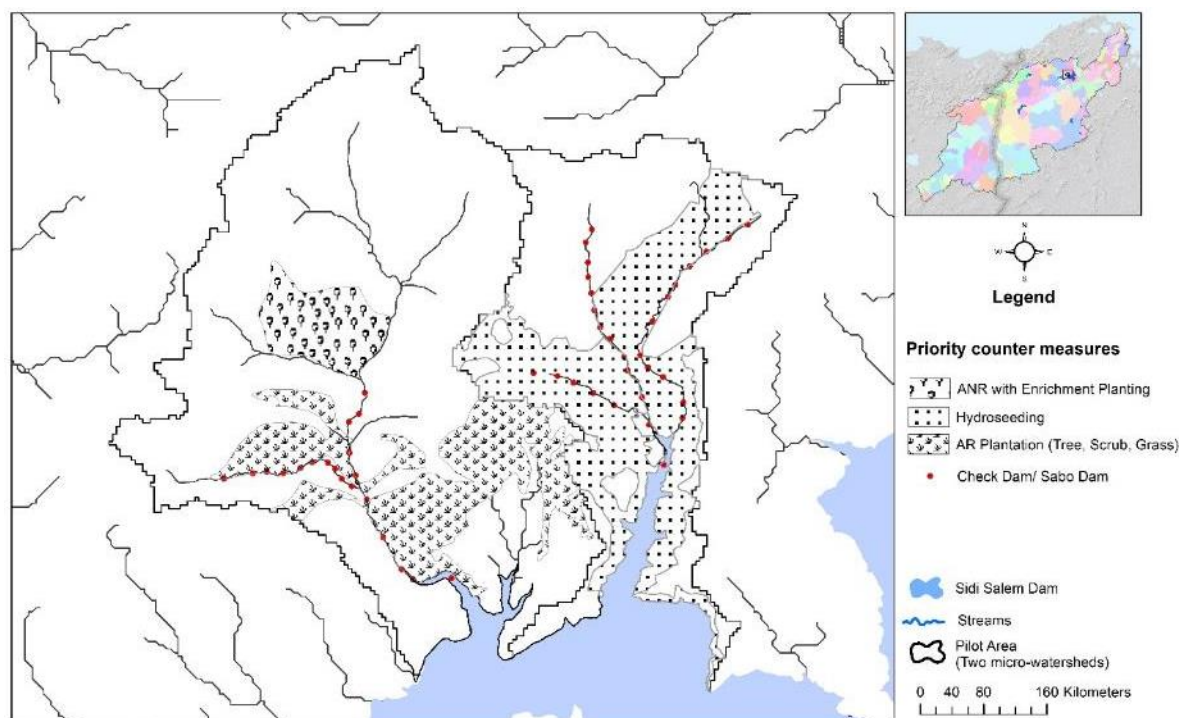 N
W E
S
Legend
Priority counter measures
ANR with Enrichment Planting
Hydroseeding
AR Plantation (Tree, Scrub, Grass)
Check Dam/ Sabo Dam
Sidi Salem Dam
Streams
Pilot Area
(Two micro-watersheds)
0 40 80 160 Kilometers